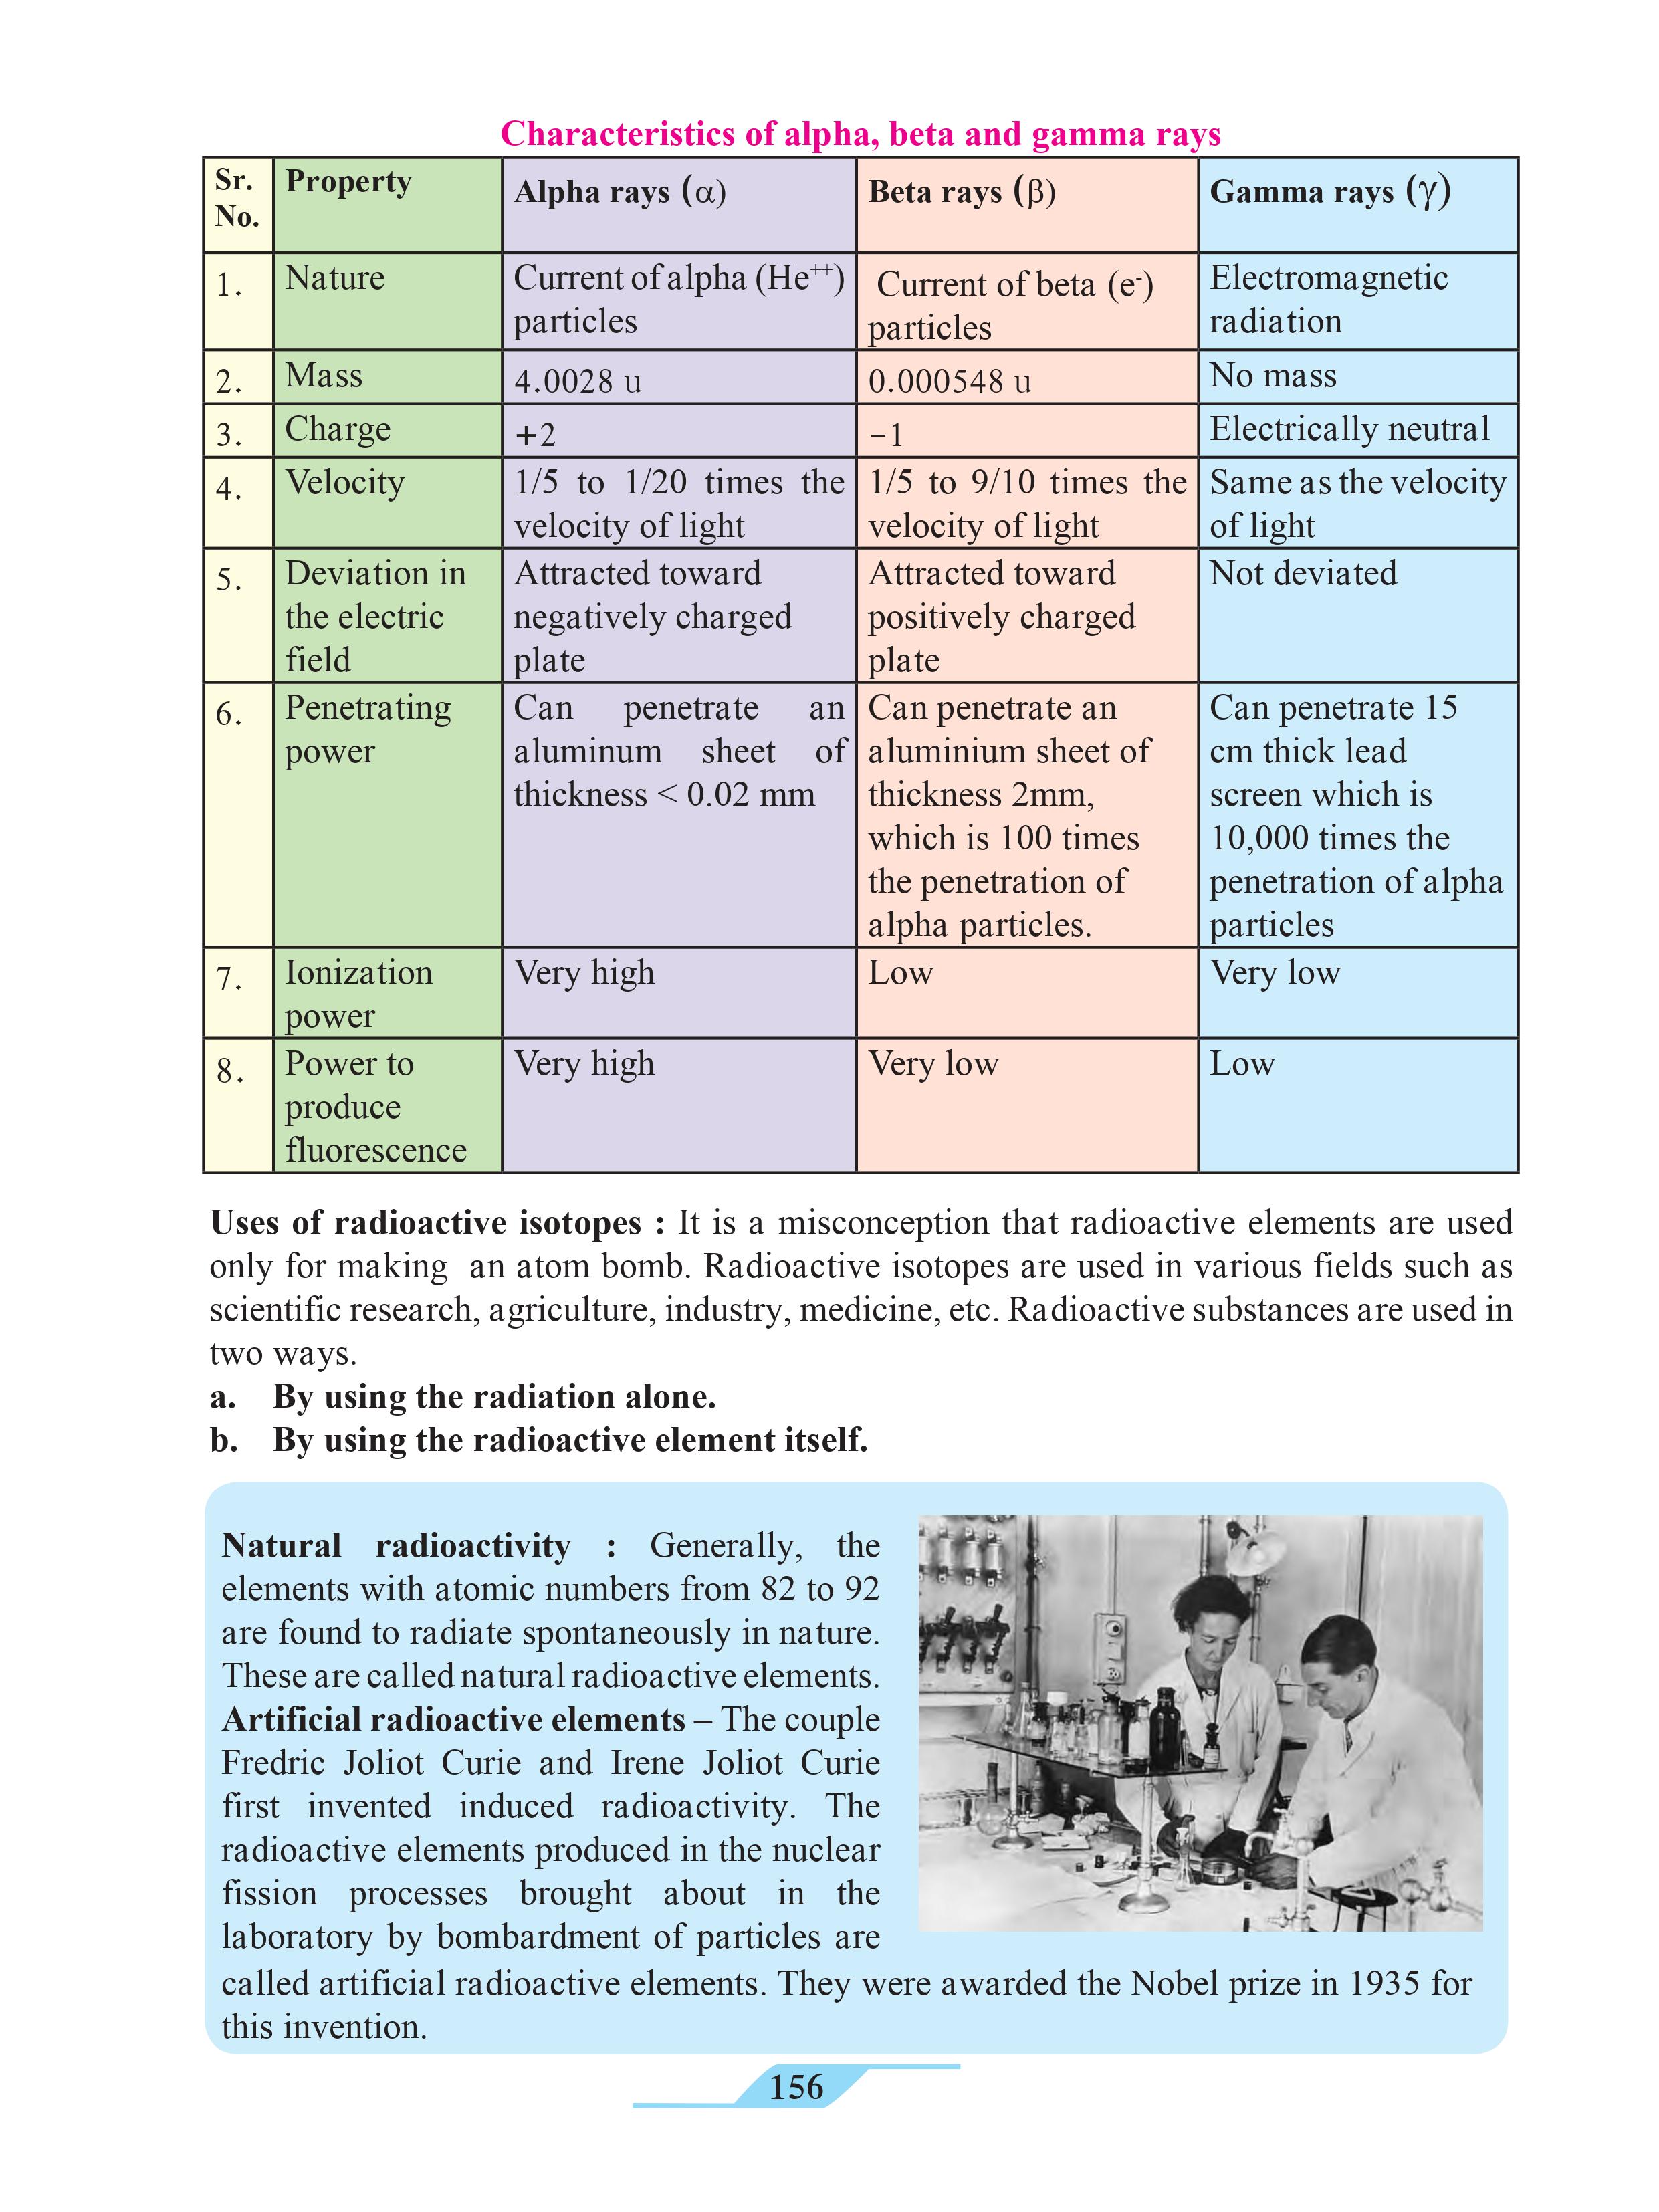 Characteristics of alpha, beta and gamma rays
Sr. No. Property Alpha rays (α) Beta rays (β) Gamma rays (γ)
1. Nature Current of alpha (He⁺⁺) particles Current of beta (e⁻) particles Electromagnetic radiation
2. Mass 4.0028 u 0.000548 u No mass
3. Charge +2 −1 Electrically neutral
4. Velocity 1/5 to 1/20 times the velocity of light 1/5 to 9/10 times the velocity of light Same as the velocity of light
5. Deviation in the electric field Attracted toward negatively charged plate Attracted toward positively charged plate Not deviated
6. Penetrating power Can penetrate an aluminum sheet of thickness < 0.02 mm Can penetrate an aluminium sheet of thickness 2mm, which is 100 times the penetration of alpha particles. Can penetrate 15 cm thick lead screen which is 10,000 times the penetration of alpha particles
7. Ionization power Very high Low Very low
8. Power to produce fluorescence Very high Very low Low
Uses of radioactive isotopes : It is a misconception that radioactive elements are used
only for making an atom bomb. Radioactive isotopes are used in various fields such as
scientific research, agriculture, industry, medicine, etc. Radioactive substances are used in
two ways.
a. By using the radiation alone.
b. By using the radioactive element itself.
Natural radioactivity : Generally, the
elements with atomic numbers from 82 to 92
are found to radiate spontaneously in nature.
These are called natural radioactive elements.
Artificial radioactive elements – The couple
Fredric Joliot Curie and Irene Joliot Curie
first invented induced radioactivity. The
radioactive elements produced in the nuclear
fission processes brought about in the
laboratory by bombardment of particles are
called artificial radioactive elements. They were awarded the Nobel prize in 1935 for
this invention.
156